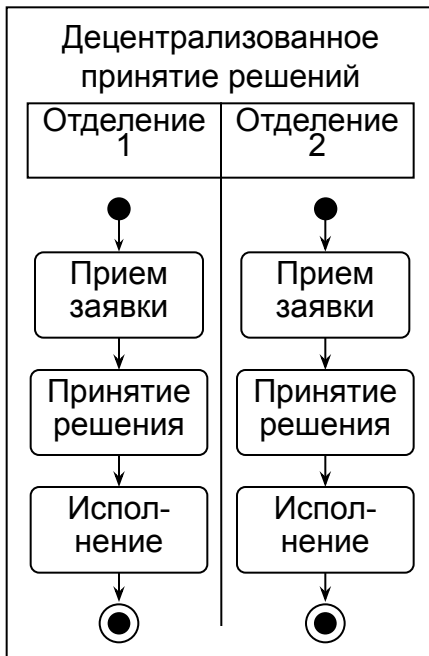 Децентрализованное
принятие решений
Отделение
1
Отделение
2
Прием
заявки
Прием
заявки
Принятие
решения
Принятие
решения
Испол-
нение
Испол-
нение